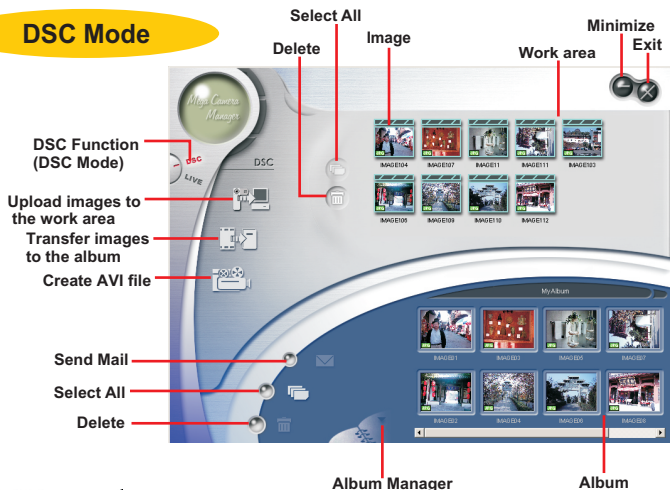 DSC Mode
Select All
Delete
Image
Work area
Minimize
Exit
Mega Camera
Manager
DSC Function
(DSC Mode)
DSC
LIVE
DSC
Upload images to
the work area
Transfer images
to the album
Create AVI file
IMAGE104 IMAGE107 IMAGE11 IMAGE111 IMAGE103
IMAGE106 IMAGE109 IMAGE110 IMAGE112
MyAlbum
IMAGE01 IMAGE03 IMAGE05 IMAGE07
IMAGE02 IMAGE04 IMAGE06 IMAGE08
Send Mail
Select All
Delete
Album Manager
Album